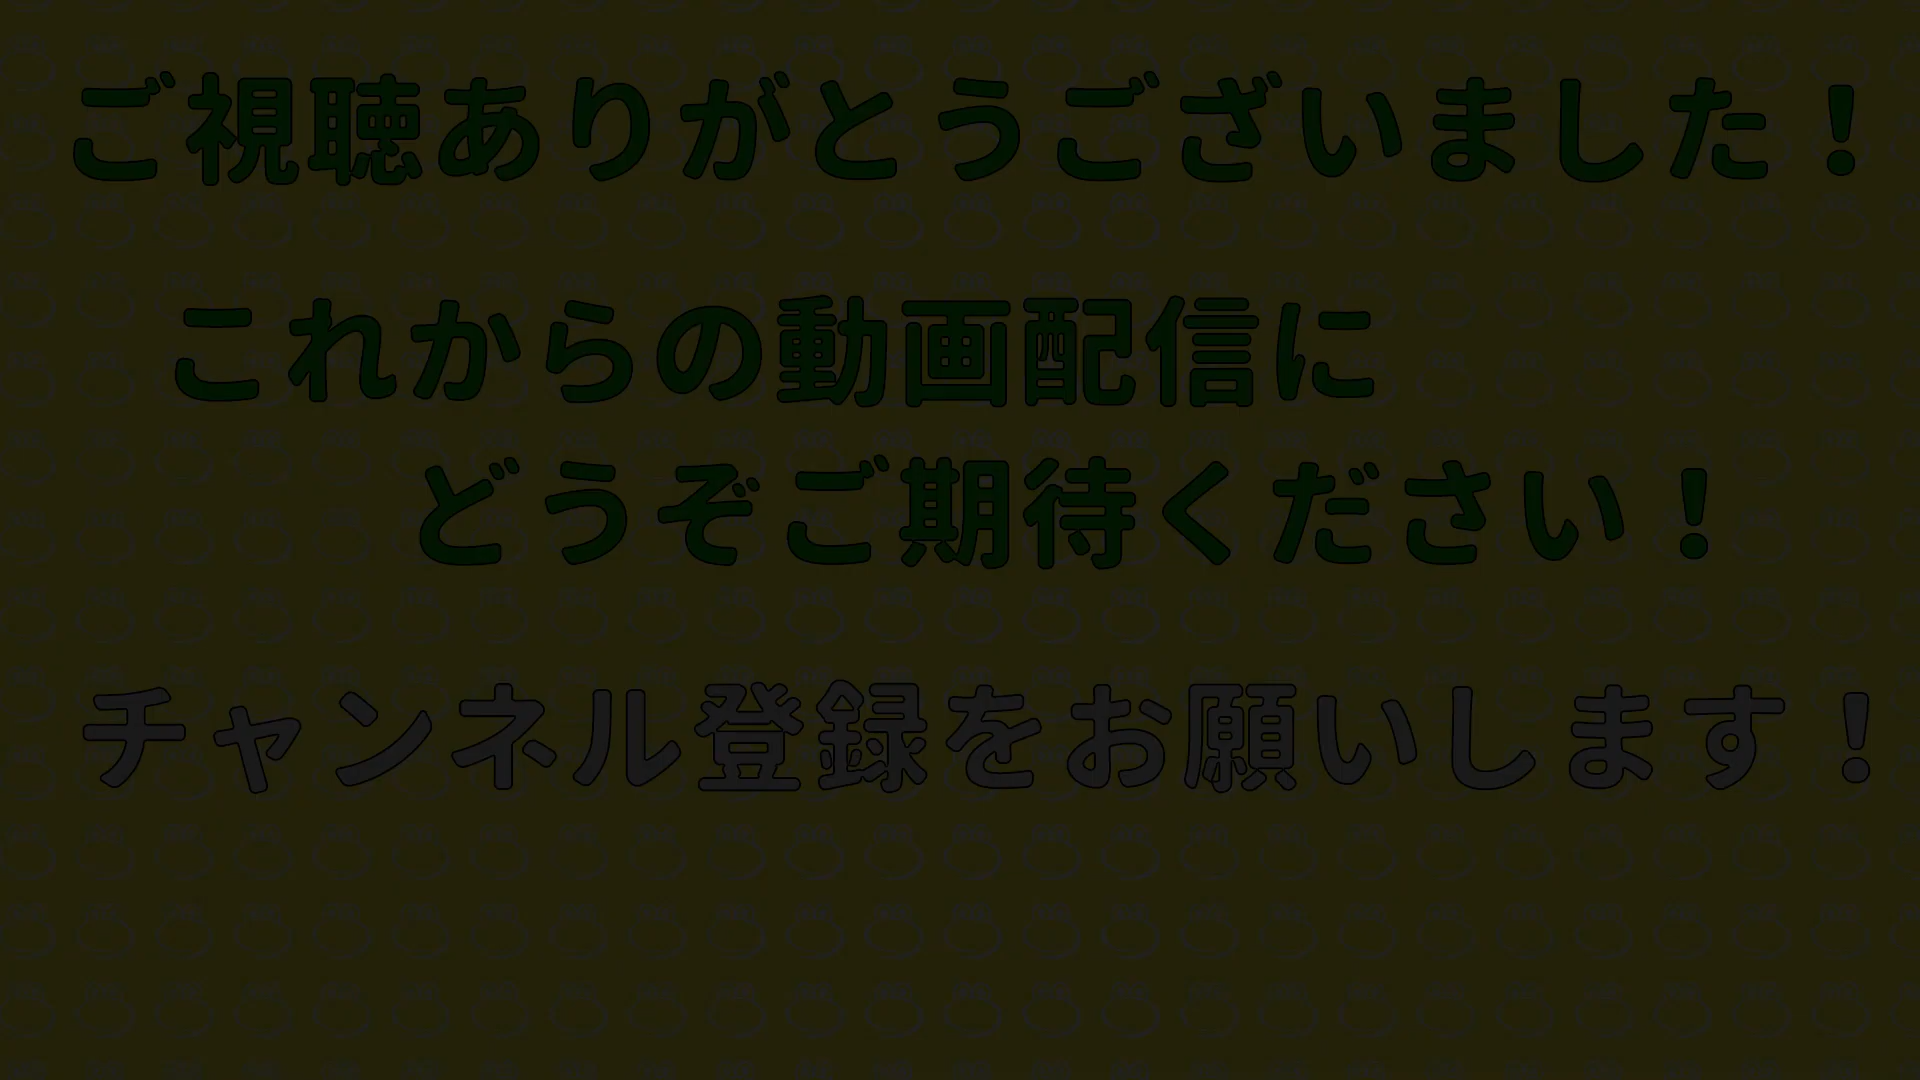 ご視聴ありがとうございました！
これからの動画配信に
どうぞご期待ください！
チャンネル登録をお願いします！